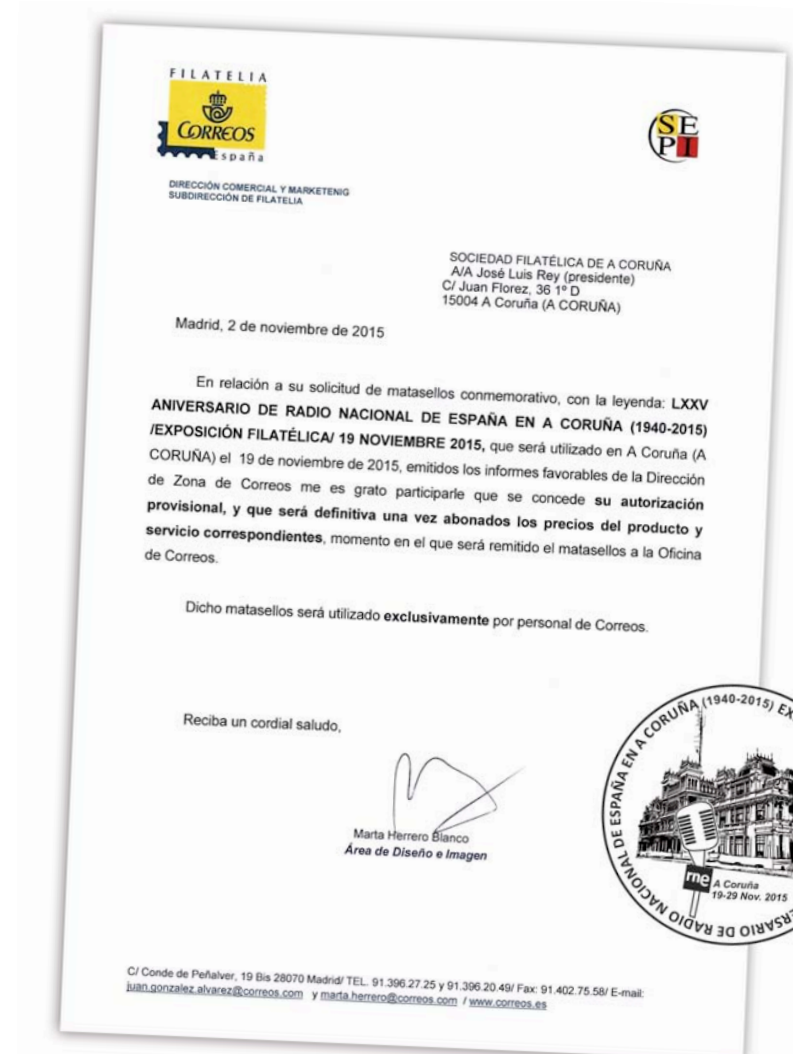 FILATELIA
CORREOS
España
SE
PI
DIRECCIÓN COMERCIAL Y MARKETENIG
SUBDIRECCIÓN DE FILATELIA
SOCIEDAD FILATÉLICA DE A CORUÑA
A/A José Luis Rey (presidente)
C/ Juan Florez, 36 1º D
15004 A Coruña (A CORUÑA)
Madrid, 2 de noviembre de 2015
En relación a su solicitud de matasellos conmemorativo, con la leyenda: LXXV
ANIVERSARIO DE RADIO NACIONAL DE ESPAÑA EN A CORUÑA (1940-2015)
/EXPOSICIÓN FILATÉLICA/ 19 NOVIEMBRE 2015, que será utilizado en A Coruña (A
CORUÑA) el 19 de noviembre de 2015, emitidos los informes favorables de la Dirección
de Zona de Correos me es grato participarle que se concede su autorización
provisional, y que será definitiva una vez abonados los precios del producto y
servicio correspondientes, momento en el que será remitido el matasellos a la Oficina
de Correos.
Dicho matasellos será utilizado exclusivamente por personal de Correos.
Reciba un cordial saludo,
Marta Herrero Blanco
Área de Diseño e Imagen
ERSARIO DE RADIO NACIONAL DE ESPAÑA EN A CORUÑA (1940-2015) EX
rne
A Coruña
19-29 Nov. 2015
C/ Conde de Peñalver, 19 Bis 28070 Madrid/ TEL. 91.396.27.25 y 91.396.20.49/ Fax: 91.402.75.58/ E-mail:
juan.gonzalez.alvarez@correos.com y marta.herrero@correos.com / www.correos.es